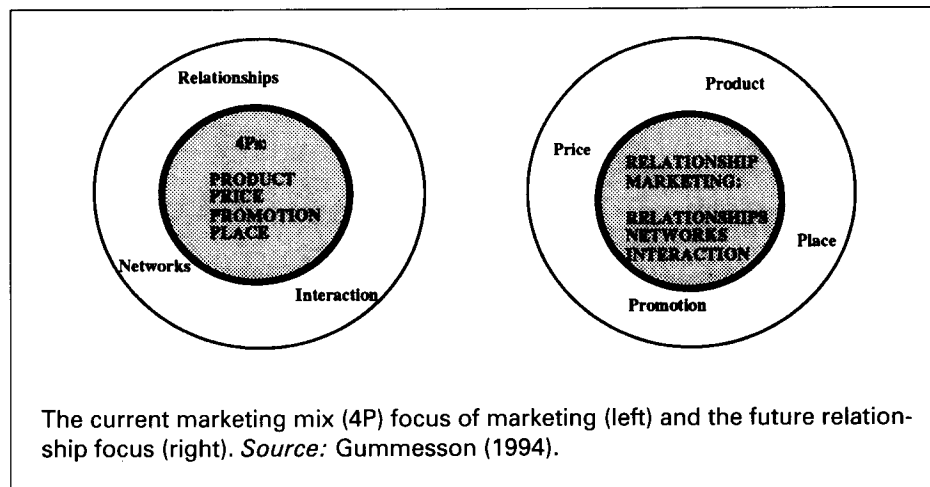 Relationships
4Ps:
PRODUCT
PRICE
PROMOTION
PLACE
Networks
Interaction
Product
Price
RELATIONSHIP
MARKETING:
RELATIONSHIPS
NETWORKS
INTERACTION
Place
Promotion
The current marketing mix (4P) focus of marketing (left) and the future relation-
ship focus (right). Source: Gummesson (1994).